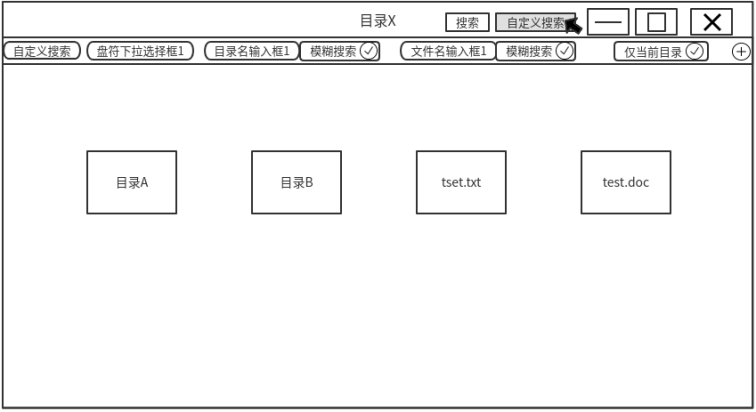 目录X 搜索 自定义搜索
自定义搜索 盘符下拉选择框1 目录名输入框1 模糊搜索 文件名输入框1 模糊搜索 仅当前目录
目录A 目录B tset.txt test.doc